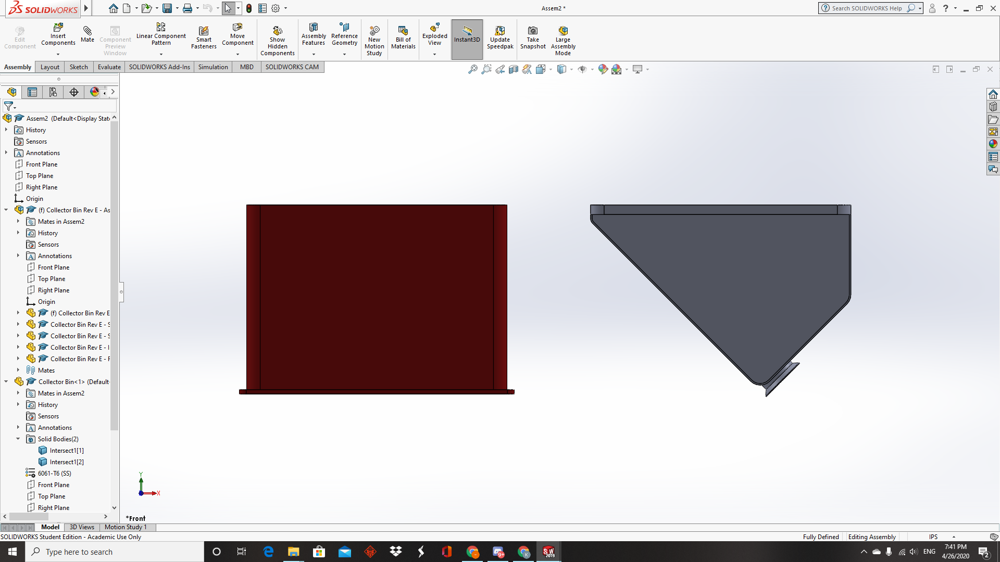 SOLIDWORKS
Assem2 *
Search SOLIDWORKS Help
Edit Component
Insert Components
Mate
Component Preview Window
Linear Component Pattern
Smart Fasteners
Move Component
Show Hidden Components
Assembly Features
Reference Geometry
New Motion Study
Bill of Materials
Exploded View
Instant3D
Update Speedpak
Take Snapshot
Large Assembly Mode
Assembly
Layout
Sketch
Evaluate
SOLIDWORKS Add-Ins
Simulation
MBD
SOLIDWORKS CAM
Assem2 (Default<Display State
History
Sensors
Annotations
Front Plane
Top Plane
Right Plane
Origin
(f) Collector Bin Rev E - As
Mates in Assem2
History
Sensors
Annotations
Front Plane
Top Plane
Right Plane
Origin
(f) Collector Bin Rev E
Collector Bin Rev E - S
Collector Bin Rev E - S
Collector Bin Rev E - I
Collector Bin Rev E - F
Mates
Collector Bin<1> (Default
Mates in Assem2
History
Sensors
Annotations
Solid Bodies(2)
Intersect1[1]
Intersect1[2]
6061-T6 (SS)
Front Plane
Top Plane
Right Plane
Y
X
*Front
Model
3D Views
Motion Study 1
SOLIDWORKS Student Edition - Academic Use Only
Fully Defined
Editing Assembly
IPS
Type here to search
9+
K
SW
2019
ENG
7:41 PM
4/26/2020
2